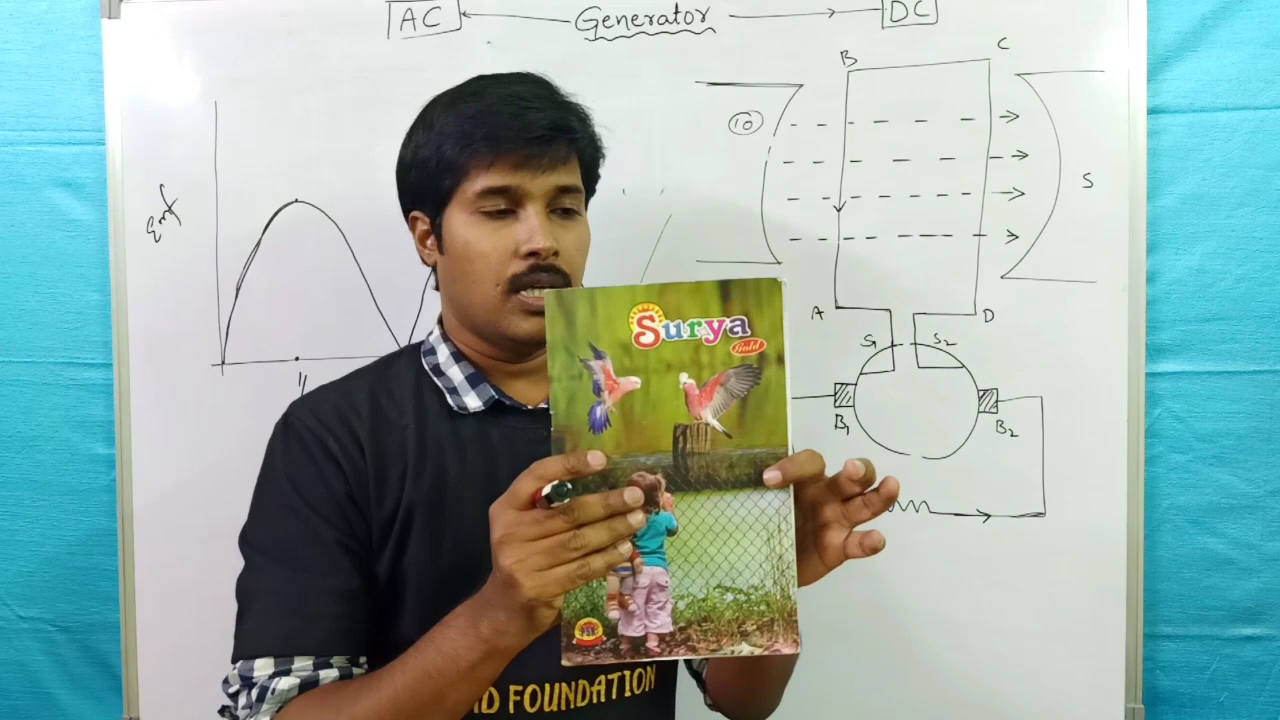 AC Generator DC
B C
10
S
Emf
A D
S1 S2
B1 B2
Surya
Gold
D FOUNDATION